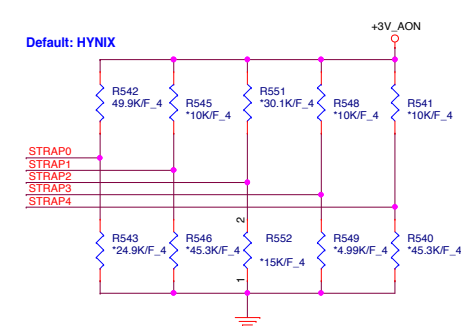 +3V_AON
Default: HYNIX
R542
49.9K/F_4
R545
*10K/F_4
R551
*30.1K/F_4
R548
*10K/F_4
R541
*10K/F_4
STRAP0
STRAP1
STRAP2
STRAP3
STRAP4
R543
*24.9K/F_4
R546
*45.3K/F_4
2
R552
*15K/F_4
1
R549
*4.99K/F_4
R540
*45.3K/F_4